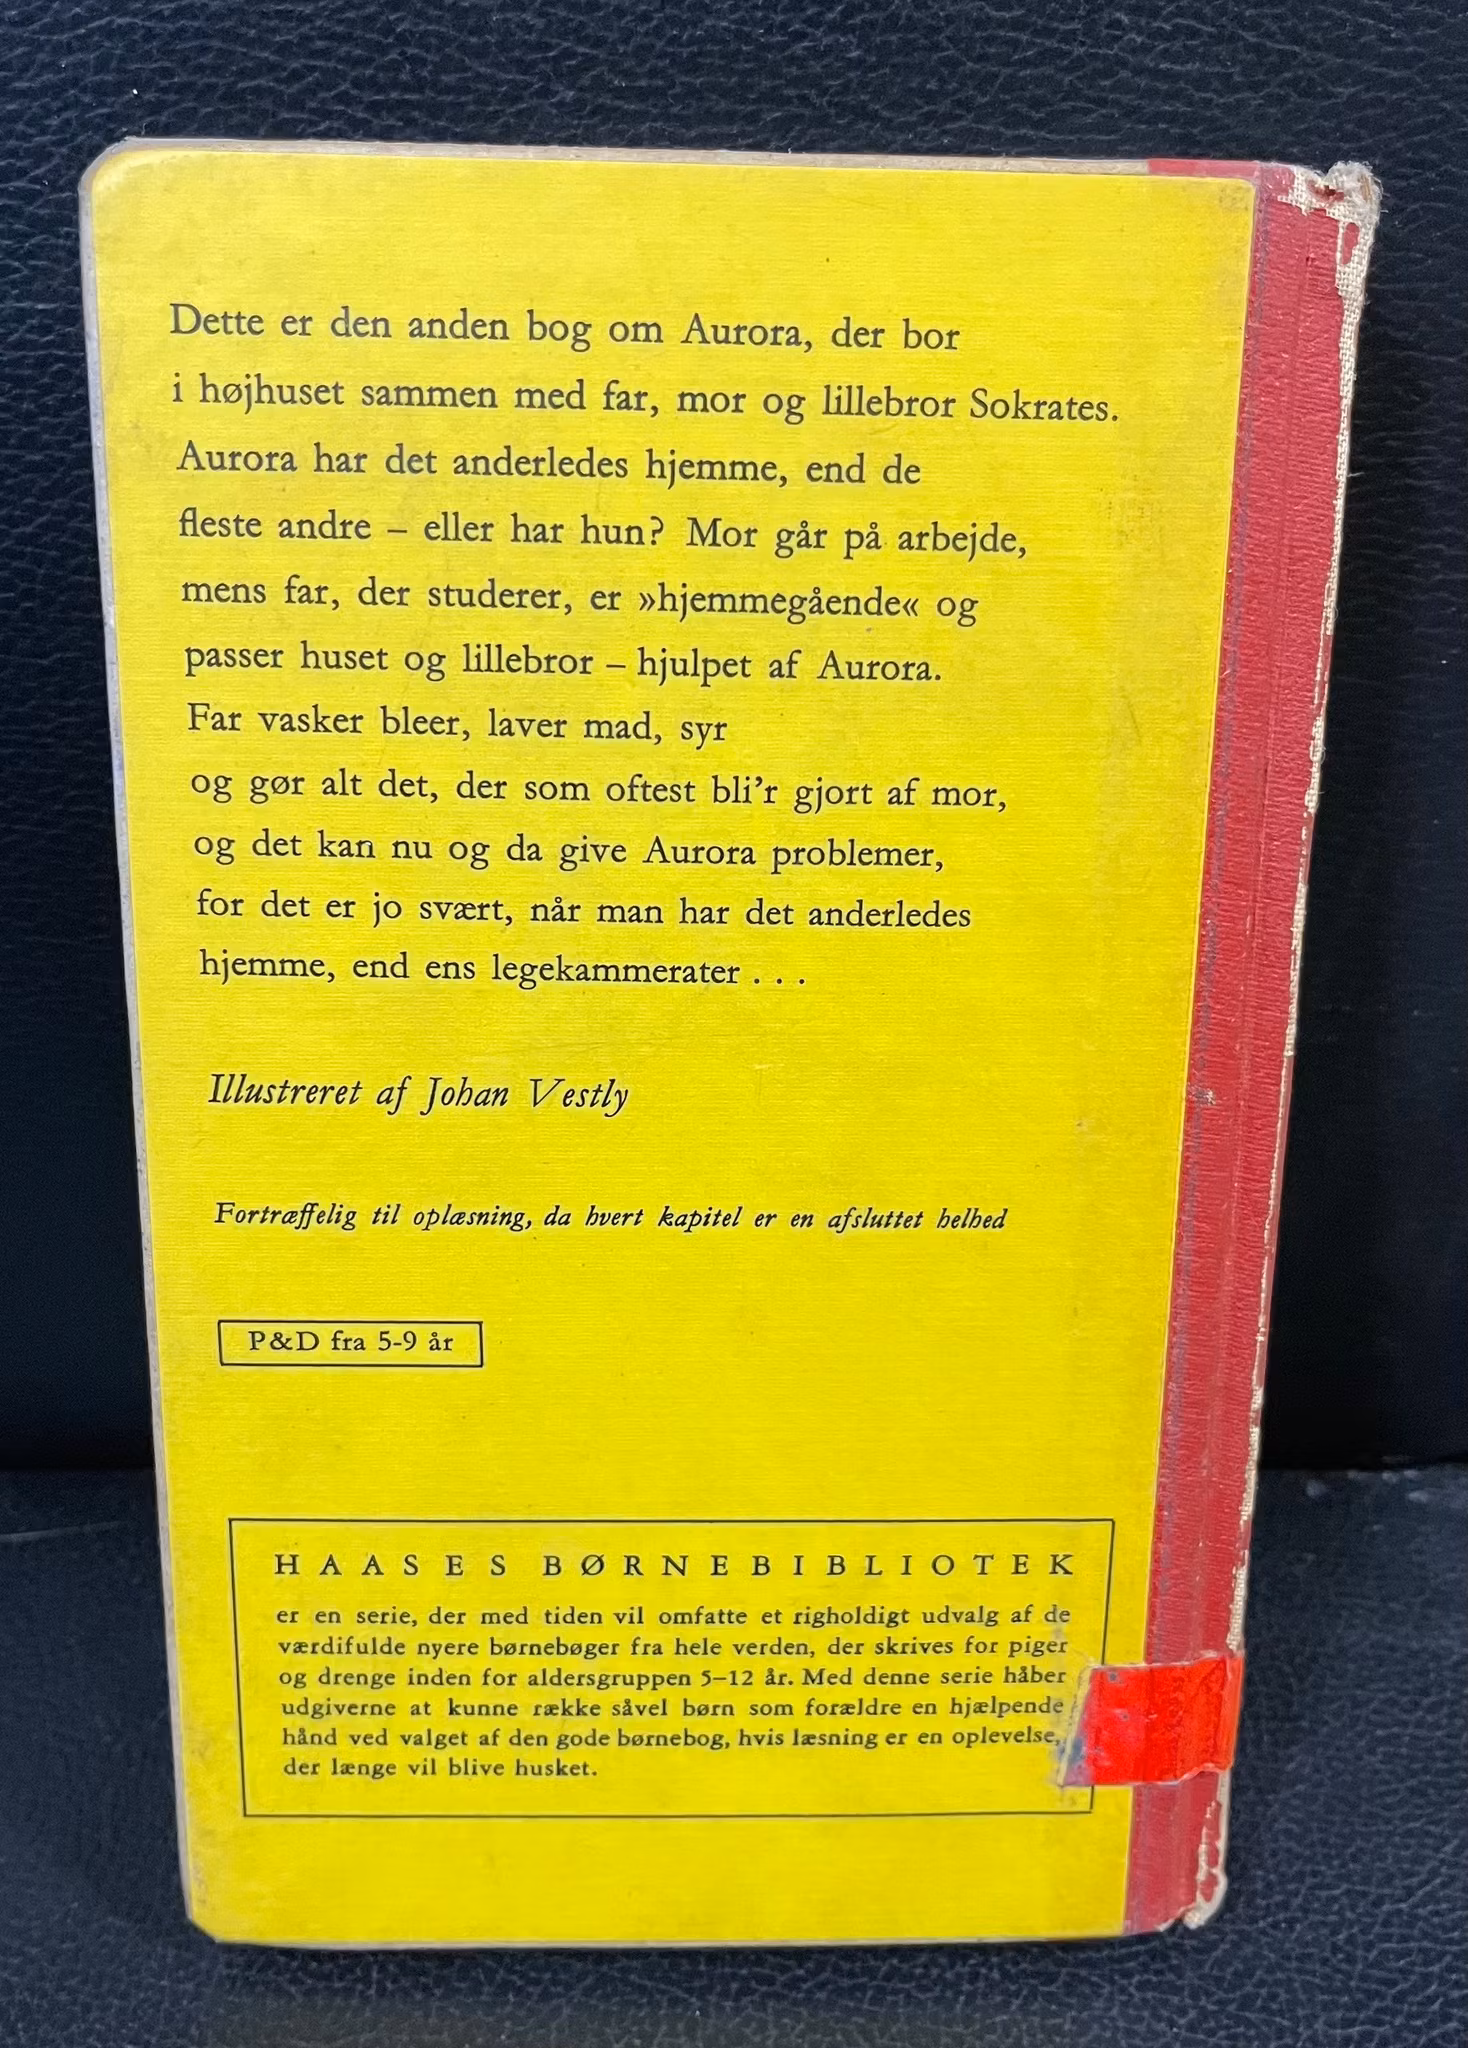 Dette er den anden bog om Aurora, der bor
i højhuset sammen med far, mor og lillebror Sokrates.
Aurora har det anderledes hjemme, end de
fleste andre – eller har hun? Mor går på arbejde,
mens far, der studerer, er »hjemmegående« og
passer huset og lillebror – hjulpet af Aurora.
Far vasker bleer, laver mad, syr
og gør alt det, der som oftest bli’r gjort af mor,
og det kan nu og da give Aurora problemer,
for det er jo svært, når man har det anderledes
hjemme, end ens legekammerater . . .
Illustreret af Johan Vestly
Fortræffelig til oplæsning, da hvert kapitel er en afsluttet helhed
P&D fra 5-9 år
HAASES BØRNEBIBLIOTEK
er en serie, der med tiden vil omfatte et righoldigt udvalg af de
værdifulde nyere børnebøger fra hele verden, der skrives for piger
og drenge inden for aldersgruppen 5–12 år. Med denne serie håber
udgiverne at kunne række såvel børn som forældre en hjælpende
hånd ved valget af den gode børnebog, hvis læsning er en oplevelse,
der længe vil blive husket.